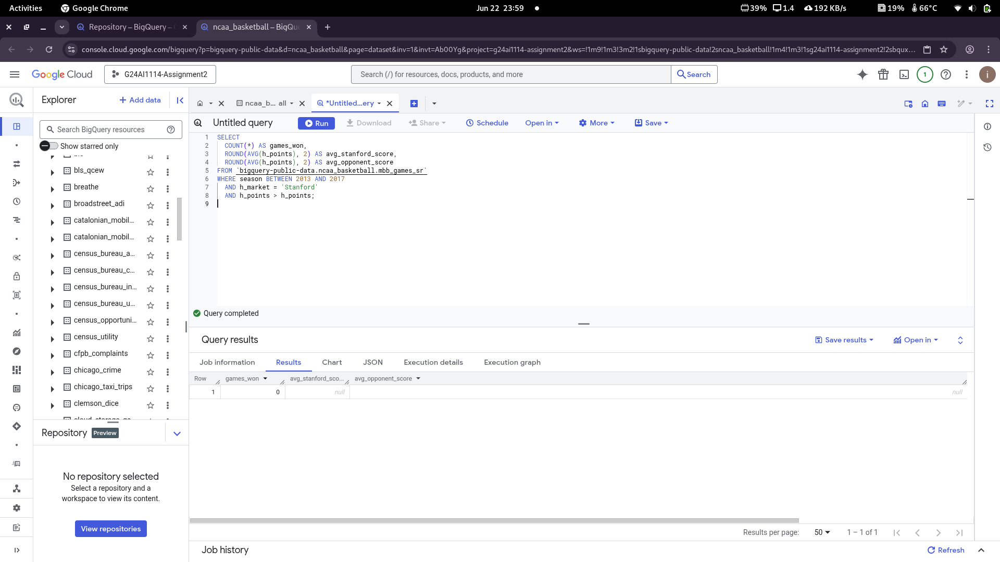 Activities
Google Chrome
Jun 22 23:59
39%
1.4
192 KB/s
19%
66°C
Repository – BigQuery –
ncaa_basketball – BigQue
console.cloud.google.com/bigquery?p=bigquery-public-data&d=ncaa_basketball&page=dataset&inv=1&invt=Ab00Yg&project=g24ai1114-assignment2&ws=!1m9!1m3!3m2!1sbigquery-public-data!2sncaa_basketball!1m4!1m3!1sg24ai1114-assignment2!2sbqux...
Google Cloud
G24AI1114-Assignment2
Search (/) for resources, docs, products, and more
Search
1
i
Explorer
Add data
ncaa_b... all
*Untitled...ery
Search BigQuery resources
Show starred only
bls_qcew
breathe
broadstreet_adi
catalonian_mobil...
catalonian_mobil...
census_bureau_a...
census_bureau_c...
census_bureau_in...
census_bureau_u...
census_opportuni...
census_utility
cfpb_complaints
chicago_crime
chicago_taxi_trips
clemson_dice
Repository
Preview
No repository selected
Select a repository and a
workspace to view its content.
View repositories
Untitled query
Run
Download
Share
Schedule
Open in
More
Save
1 SELECT
2 COUNT(*) AS games_won,
3 ROUND(AVG(h_points), 2) AS avg_stanford_score,
4 ROUND(AVG(h_points), 2) AS avg_opponent_score
5 FROM `bigquery-public-data.ncaa_basketball.mbb_games_sr`
6 WHERE season BETWEEN 2013 AND 2017
7 AND h_market = 'Stanford'
8 AND h_points > h_points;
9
Query completed
Query results
Save results
Open in
Job information
Results
Chart
JSON
Execution details
Execution graph
Row
games_won
avg_stanford_sco...
avg_opponent_score
1
0
null
null
Results per page:
50
1 – 1 of 1
Job history
Refresh